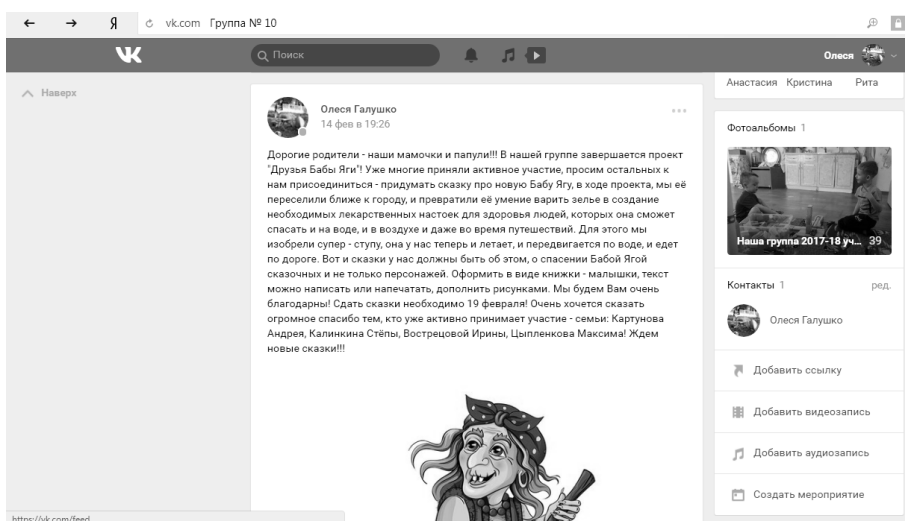 Я vk.com Группа № 10
Поиск
Олеся
Наверх
Олеся Галушко
14 фев в 19:26
Дорогие родители - наши мамочки и папули!!! В нашей группе завершается проект
"Друзья Бабы Яги"! Уже многие приняли активное участие, просим остальных к
нам присоединиться - придумать сказку про новую Бабу Ягу, в ходе проекта, мы её
переселили ближе к городу, и превратили её умение варить зелье в создание
необходимых лекарственных настоек для здоровья людей, которых она сможет
спасать и на воде, и в воздухе и даже во время путешествий. Для этого мы
изобрели супер - ступу, она у нас теперь и летает, и передвигается по воде, и едет
по дороге. Вот и сказки у нас должны быть об этом, о спасении Бабой Ягой
сказочных и не только персонажей. Оформить в виде книжки - малышки, текст
можно написать или напечатать, дополнить рисунками. Мы будем Вам очень
благодарны! Сдать сказки необходимо 19 февраля! Очень хочется сказать
огромное спасибо тем, кто уже активно принимает участие - семьи: Картунова
Андрея, Калинкина Стёпы, Вострецовой Ирины, Цыпленкова Максима! Ждем
новые сказки!!!
Анастасия Кристина Рита
Фотоальбомы 1
Наша группа 2017-18 уч... 39
Контакты 1 ред.
Олеся Галушко
Добавить ссылку
Добавить видеозапись
Добавить аудиозапись
Создать мероприятие
https://vk.com/feed